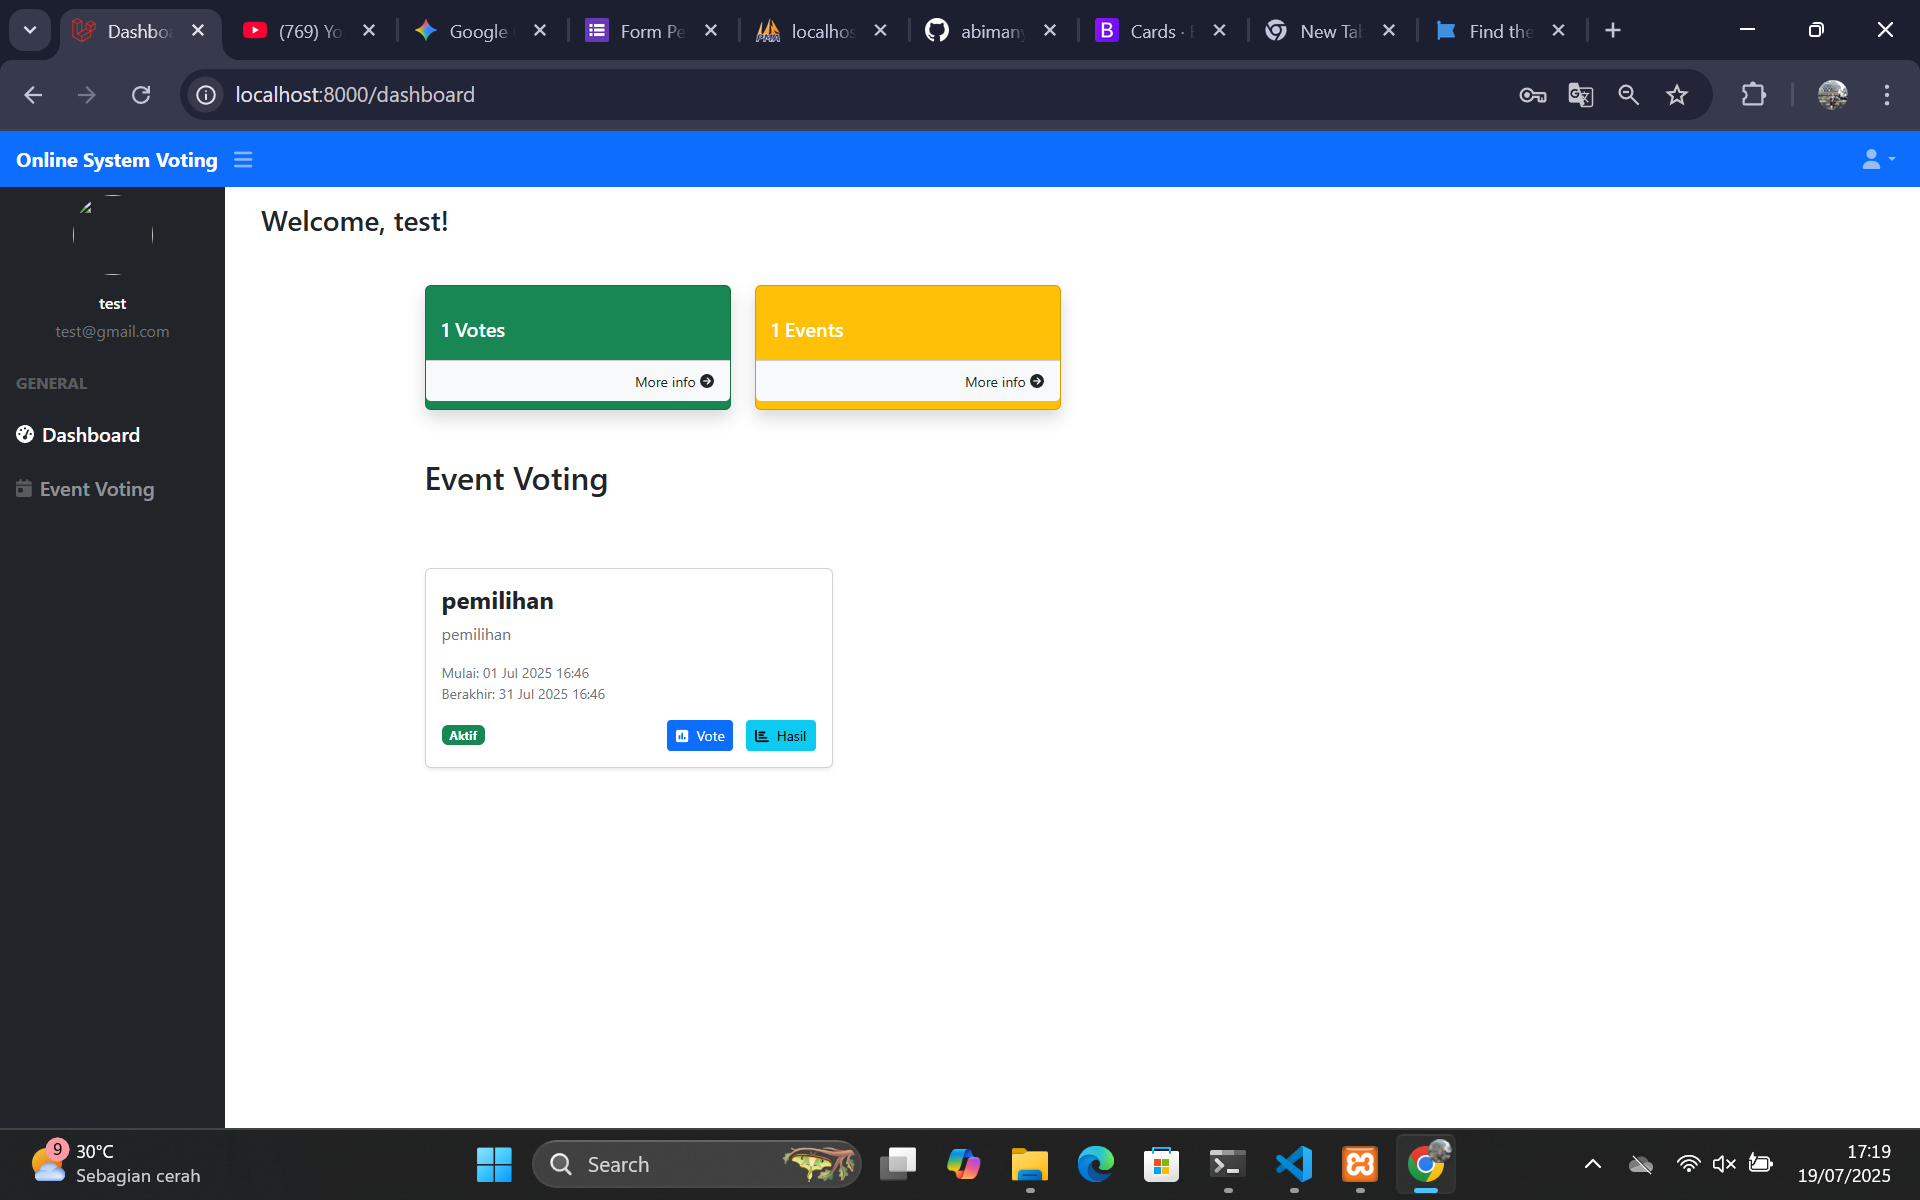 Dashboa
(769) Yo
Google
Form Pe
localhos
abiman
Cards ·
New Tab
Find the
localhost:8000/dashboard
Online System Voting
Welcome, test!
test
test@gmail.com
GENERAL
Dashboard
Event Voting
1 Votes
More info
1 Events
More info
Event Voting
pemilihan
pemilihan
Mulai: 01 Jul 2025 16:46
Berakhir: 31 Jul 2025 16:46
Aktif
Vote
Hasil
9
30°C
Sebagian cerah
Search
17:19
19/07/2025